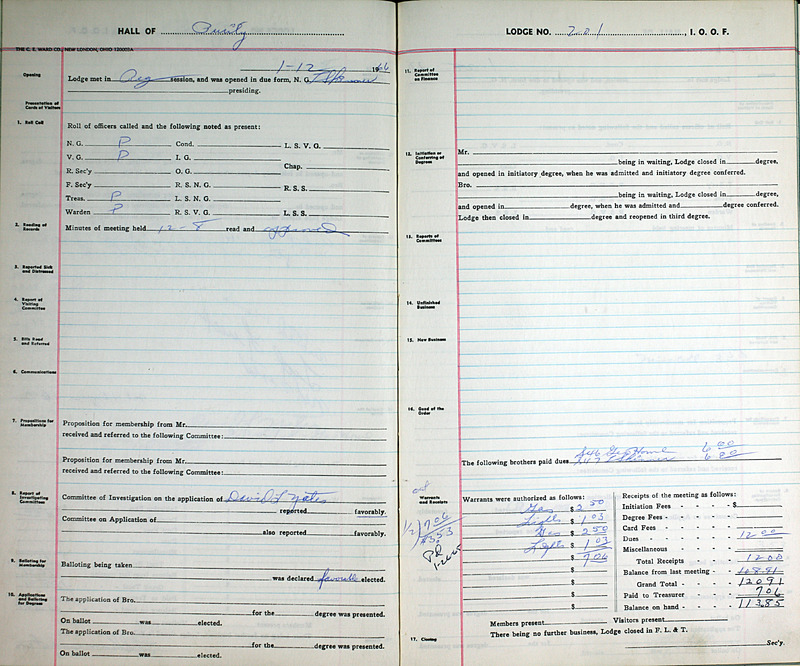 HALL OF Purity
THE C. E. WARD CO., NEW LONDON, OHIO 120003A
1-12 1966
Opening
Lodge met in Reg session, and was opened in due form, N. G.
presiding.
Presentation of Cards of Visitors
1. Roll Call
Roll of officers called and the following noted as present:
N. G. P Cond. L. S. V. G.
V. G. P I. G. Chap.
R. Sec'y O. G.
F. Sec'y R. S. N. G. R. S. S.
Treas. P L. S. N. G.
Warden P R. S. V. G. L. S. S.
2. Reading of Records
Minutes of meeting held 12-8 read and approved
3. Reported Sick and Distressed
4. Report of Visiting Committee
5. Bills Read and Referred
6. Communications
7. Propositions for Membership
Proposition for membership from Mr.
received and referred to the following Committee:
Proposition for membership from Mr.
received and referred to the following Committee:
8. Report of Investigating Committee
Committee of Investigation on the application of David L Yates
reported favorably.
Committee on Application of
also reported favorably.
9. Balloting for Membership
Balloting being taken
was declared favorable elected.
10. Applications and Balloting for Degrees
The application of Bro.
for the degree was presented.
On ballot was elected.
The application of Bro.
for the degree was presented.
On ballot was elected.
LODGE NO. 201, I. O. O. F.
11. Report of Committee on Finance
12. Initiation or Conferring of Degrees
Mr.
being in waiting, Lodge closed in degree,
and opened in initiatory degree, when he was admitted and initiatory degree conferred.
Bro.
being in waiting, Lodge closed in degree,
and opened in degree, when he was admitted and degree conferred.
Lodge then closed in degree and reopened in third degree.
13. Reports of Committees
14. Unfinished Business
15. New Business
16. Good of the Order
546 6 00
The following brothers paid dues 547 Skinner 6 00
Warrants and Receipts
1/2) 7 06
$ 353
Pd
Warrants were authorized as follows:
Gas $ 2 50
Lights $ 1 03
Gas $ 2 50
Lights $ 1 03
$ 7 06
$
$
$
$
Receipts of the meeting as follows:
Initiation Fees - $
Degree Fees -
Card Fees -
Dues - 12 00
Miscellaneous
Total Receipts - 12 00
Balance from last meeting - 108 91
Grand Total - 120 91
Paid to Treasurer - 7 06
Balance on hand - 113 85
Members present Visitors present
17. Closing
There being no further business, Lodge closed in F. L. & T.
Sec'y.